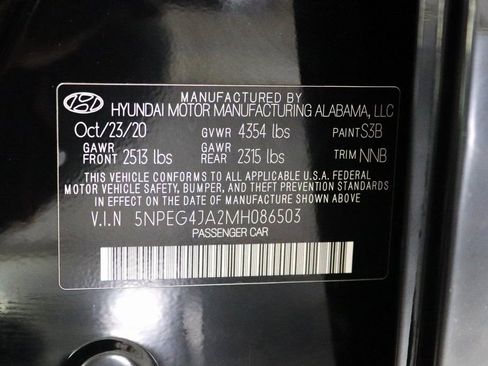 MANUFACTURED BY
HYUNDAI MOTOR MANUFACTURING ALABAMA, LLC
Oct/23/20 GVWR 4354 lbs PAINT S3B
GAWR FRONT 2513 lbs GAWR REAR 2315 lbs TRIM NNB
THIS VEHICLE CONFORMS TO ALL APPLICABLE U.S.A. FEDERAL
MOTOR VEHICLE SAFETY, BUMPER, AND THEFT PREVENTION STANDARDS
IN EFFECT ON THE DATE OF MANUFACTURE SHOWN ABOVE
V.I.N 5NPEG4JA2MH086503
PASSENGER CAR